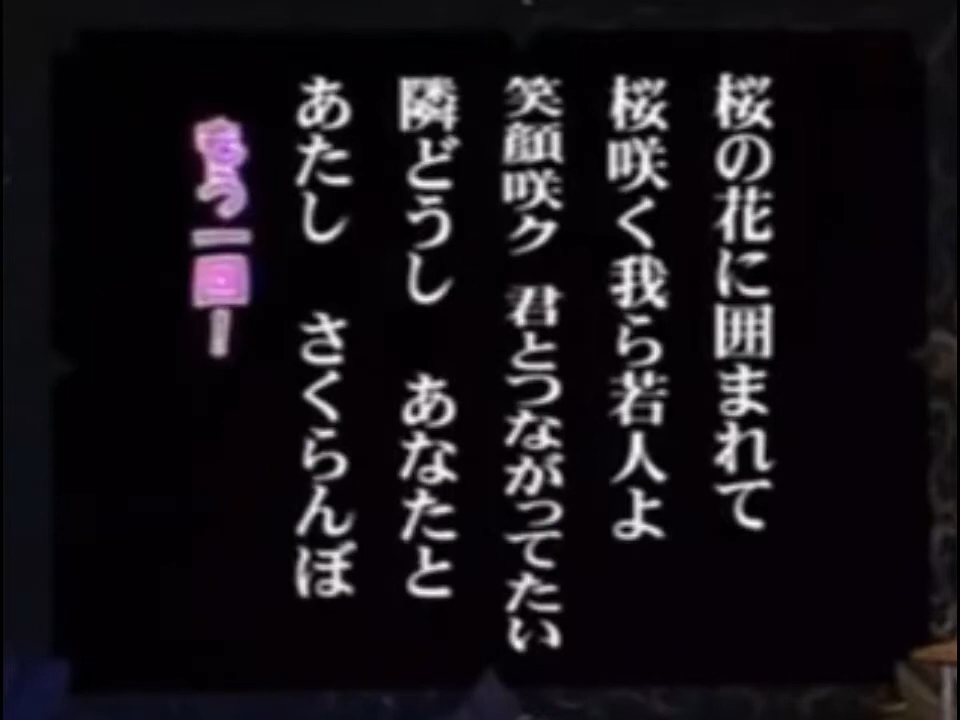 桜の花に囲まれて
桜咲く我ら若人よ
笑顔咲ク 君とつながってたい
隣どうし あなたと
あたし さくらんぼ
もう一回ー